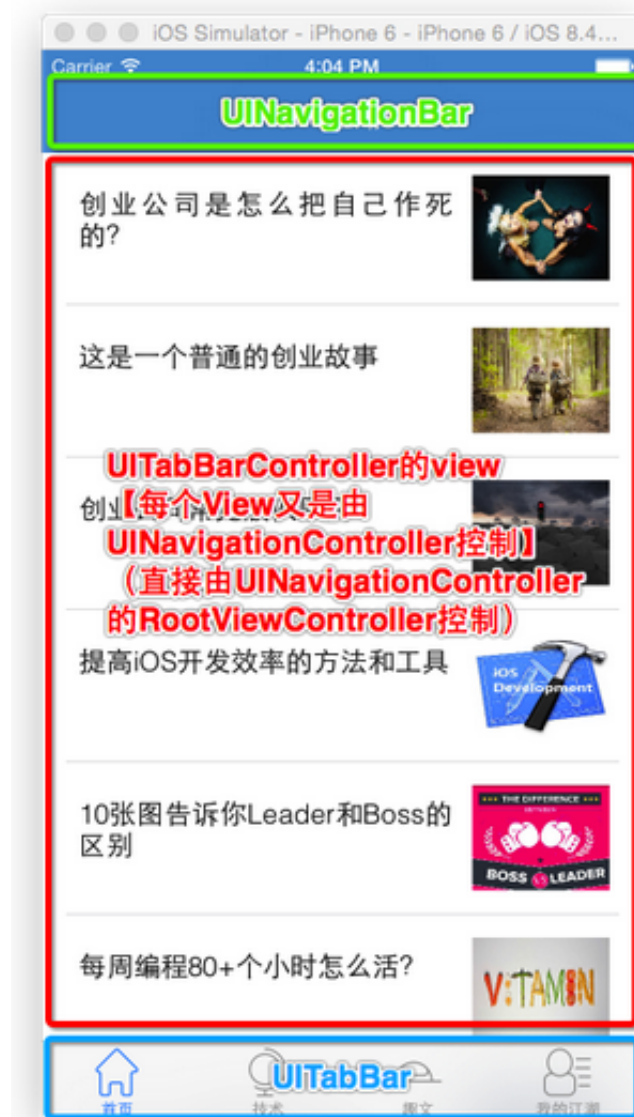 iOS Simulator - iPhone 6 - iPhone 6 / iOS 8.4...
Carrier
4:04 PM
UINavigationBar
创业公司是怎么把自己作死
的?
这是一个普通的创业故事
UITabBarController的view
【每个View又是由
UINavigationController控制】
（直接由UINavigationController
的RootViewController控制）
创业
提高iOS开发效率的方法和工具
iOS
Development
10张图告诉你Leader和Boss的
区别
THE DIFFERENCE
BOSS VS LEADER
每周编程80+个小时怎么活?
VITAMIN
UITabBar
首页
技术
趣文
我的江湖